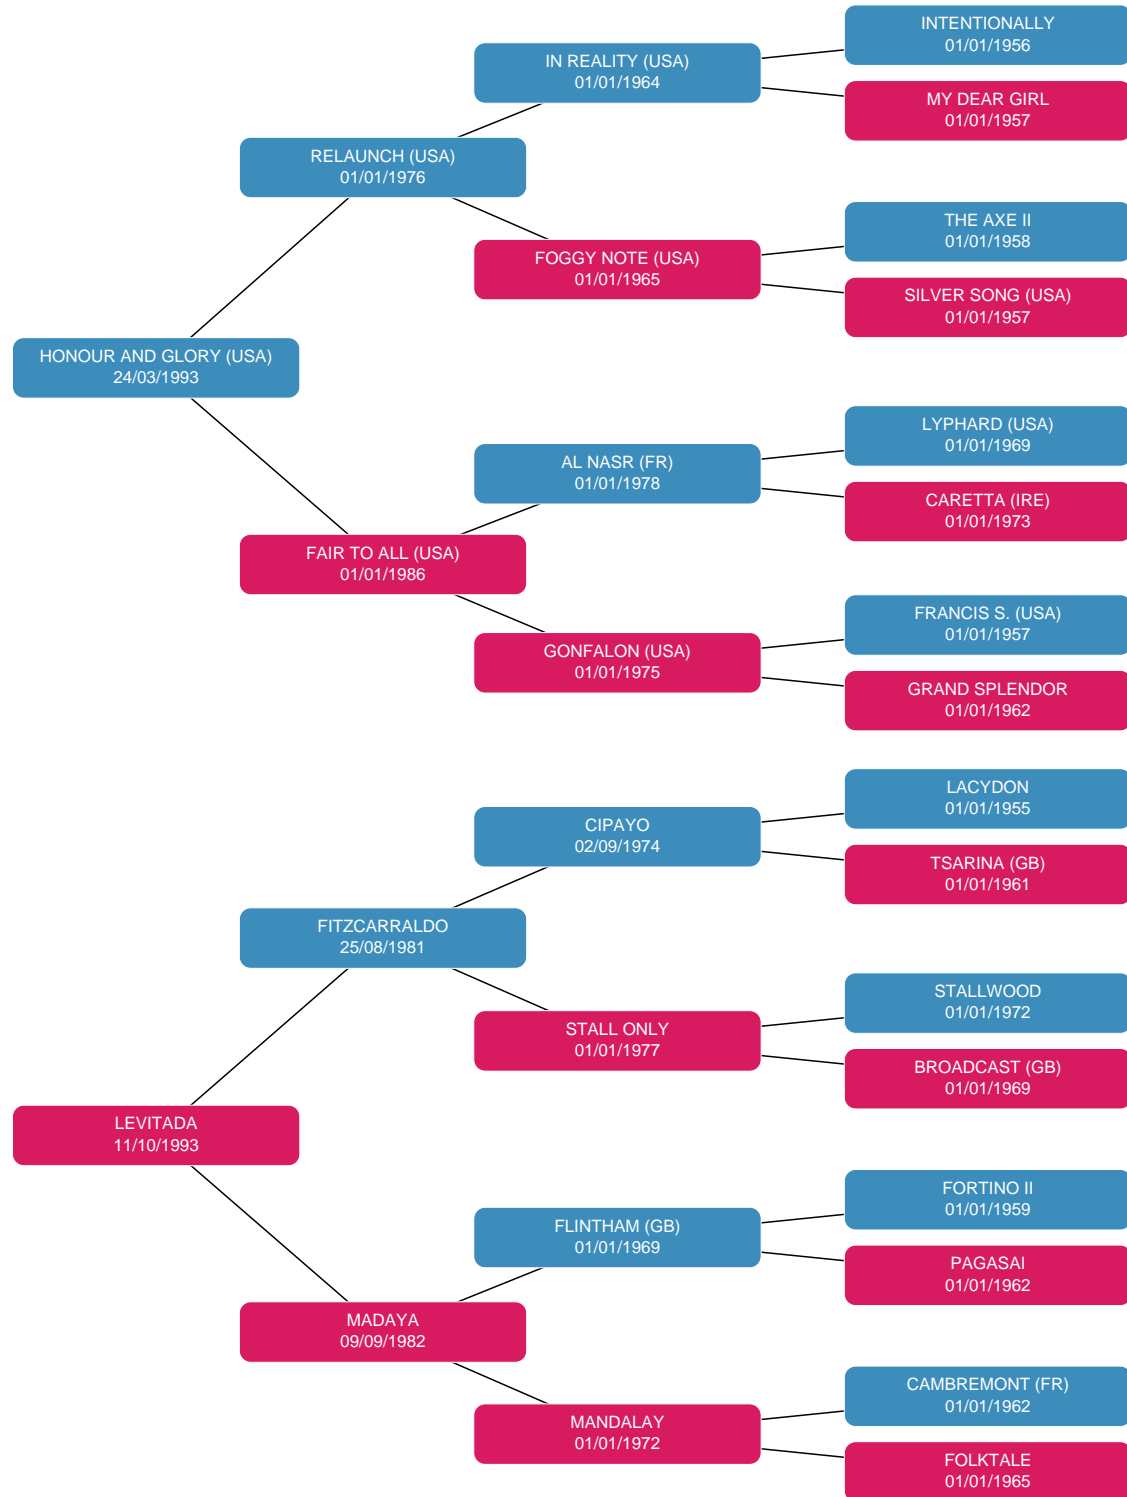 INTENTIONALLY
01/01/1956
IN REALITY (USA)
01/01/1964
MY DEAR GIRL
01/01/1957
RELAUNCH (USA)
01/01/1976
THE AXE II
01/01/1958
FOGGY NOTE (USA)
01/01/1965
SILVER SONG (USA)
01/01/1957
HONOUR AND GLORY (USA)
24/03/1993
LYPHARD (USA)
01/01/1969
AL NASR (FR)
01/01/1978
CARETTA (IRE)
01/01/1973
FAIR TO ALL (USA)
01/01/1986
FRANCIS S. (USA)
01/01/1957
GONFALON (USA)
01/01/1975
GRAND SPLENDOR
01/01/1962
LACYDON
01/01/1955
CIPAYO
02/09/1974
TSARINA (GB)
01/01/1961
FITZCARRALDO
25/08/1981
STALLWOOD
01/01/1972
STALL ONLY
01/01/1977
BROADCAST (GB)
01/01/1969
LEVITADA
11/10/1993
FORTINO II
01/01/1959
FLINTHAM (GB)
01/01/1969
PAGASAI
01/01/1962
MADAYA
09/09/1982
CAMBREMONT (FR)
01/01/1962
MANDALAY
01/01/1972
FOLKTALE
01/01/1965